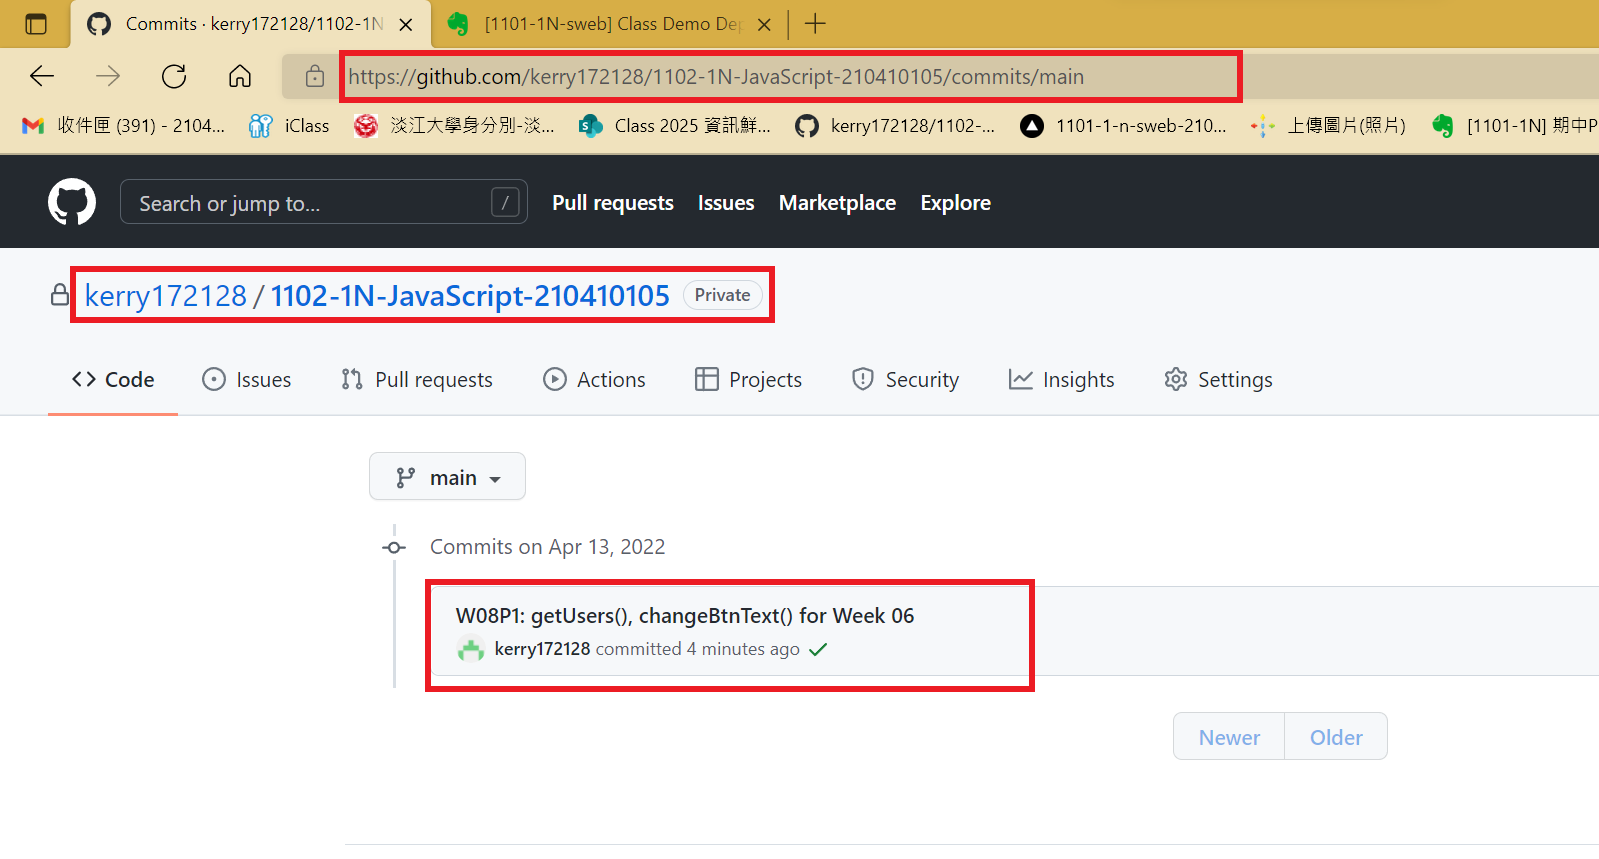 Commits · kerry172128/1102-1N
[1101-1N-sweb] Class Demo Dep
https://github.com/kerry172128/1102-1N-JavaScript-210410105/commits/main
收件匣 (391) - 2104...
iClass
淡江大學身分別-淡...
Class 2025 資訊鮮...
kerry172128/1102-...
1101-1-n-sweb-210...
上傳圖片(照片)
[1101-1N] 期中P
Search or jump to...
/
Pull requests
Issues
Marketplace
Explore
kerry172128 / 1102-1N-JavaScript-210410105 Private
Code
Issues
Pull requests
Actions
Projects
Security
Insights
Settings
main
Commits on Apr 13, 2022
W08P1: getUsers(), changeBtnText() for Week 06
kerry172128 committed 4 minutes ago
Newer
Older